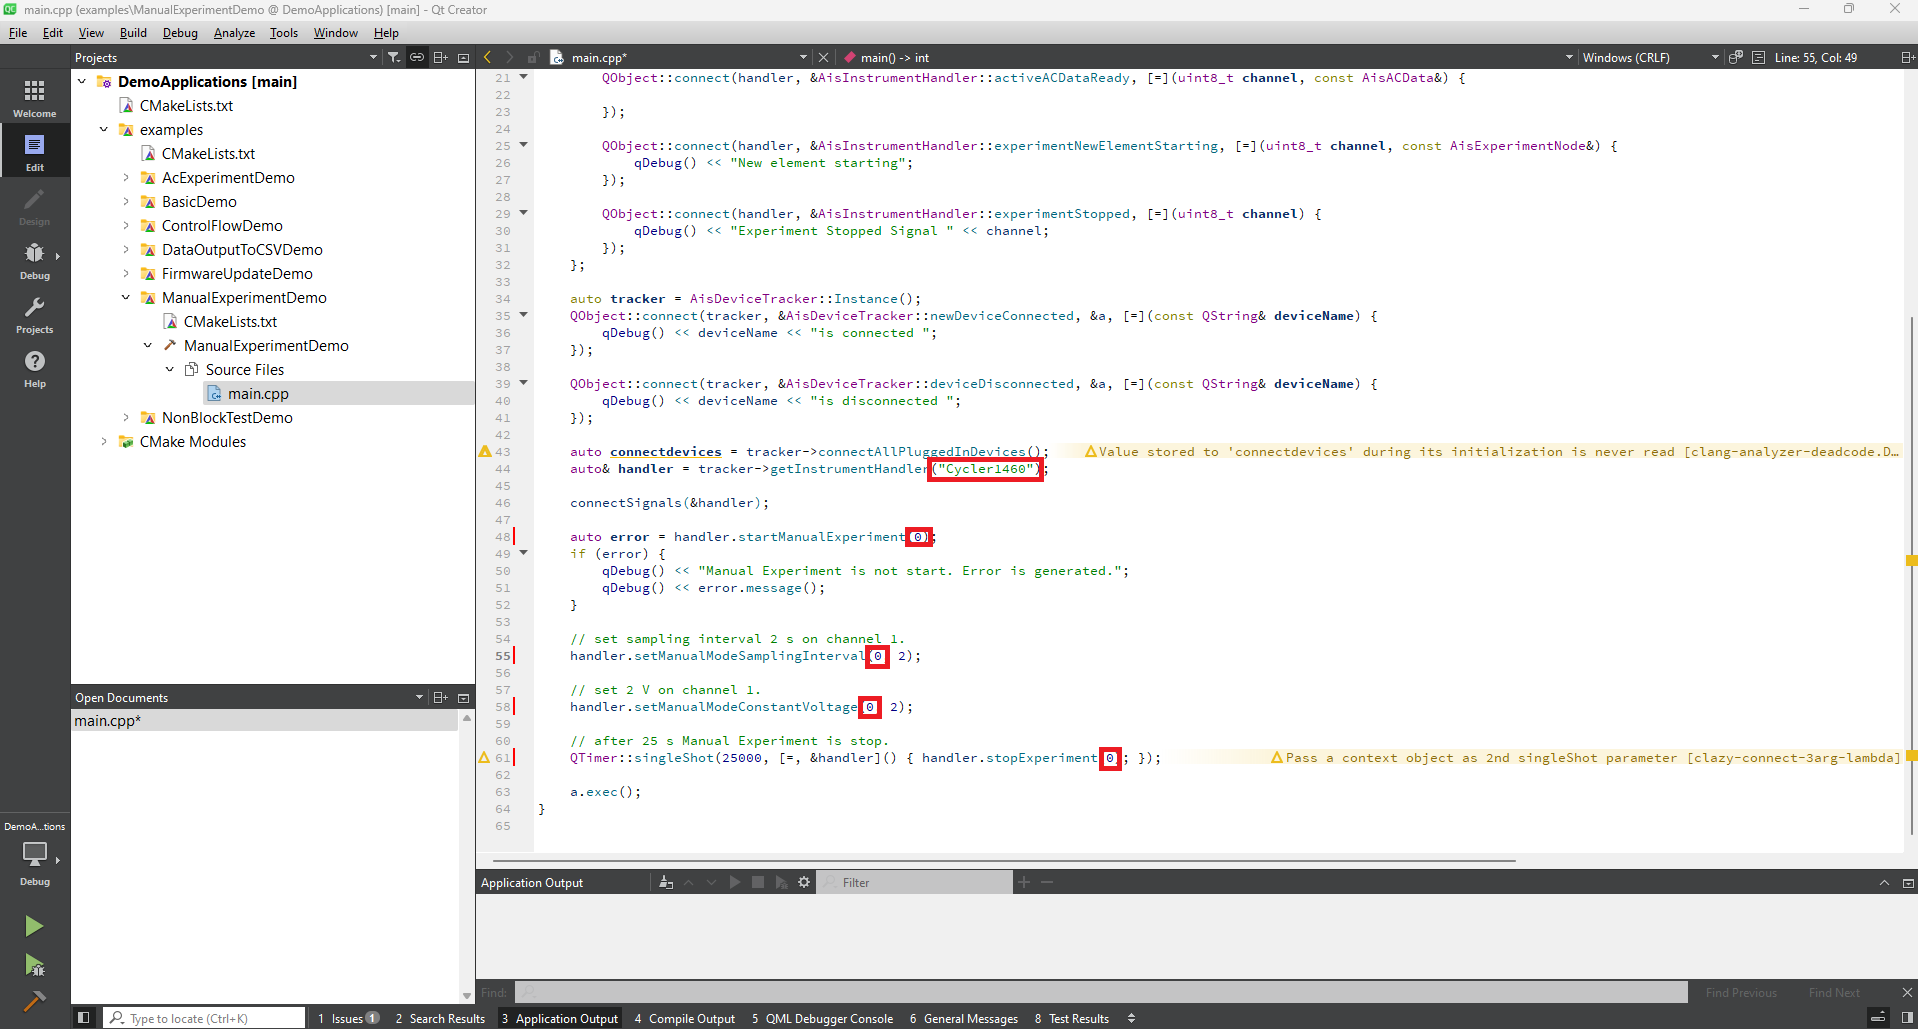 main.cpp (examples\ManualExperimentDemo @ DemoApplications) [main] - Qt Creator
File Edit View Build Debug Analyze Tools Window Help
Projects
main.cpp*
main() -> int
Windows (CRLF)
Line: 55, Col: 49
Welcome
Edit
Design
Debug
Projects
Help
DemoA...tions
Debug
DemoApplications [main]
CMakeLists.txt
examples
CMakeLists.txt
AcExperimentDemo
BasicDemo
ControlFlowDemo
DataOutputToCSVDemo
FirmwareUpdateDemo
ManualExperimentDemo
CMakeLists.txt
ManualExperimentDemo
Source Files
main.cpp
NonBlockTestDemo
CMake Modules
Open Documents
main.cpp*
21 QObject::connect(handler, &AisInstrumentHandler::activeACDataReady, [=](uint8_t channel, const AisACData&) {
22
23 });
24
25 QObject::connect(handler, &AisInstrumentHandler::experimentNewElementStarting, [=](uint8_t channel, const AisExperimentNode&) {
26 qDebug() << "New element starting";
27 });
28
29 QObject::connect(handler, &AisInstrumentHandler::experimentStopped, [=](uint8_t channel) {
30 qDebug() << "Experiment Stopped Signal " << channel;
31 });
32 };
33
34 auto tracker = AisDeviceTracker::Instance();
35 QObject::connect(tracker, &AisDeviceTracker::newDeviceConnected, &a, [=](const QString& deviceName) {
36 qDebug() << deviceName << "is connected ";
37 });
38
39 QObject::connect(tracker, &AisDeviceTracker::deviceDisconnected, &a, [=](const QString& deviceName) {
40 qDebug() << deviceName << "is disconnected ";
41 });
42
43 auto connectdevices = tracker->connectAllPluggedInDevices(); Value stored to 'connectdevices' during its initialization is never read [clang-analyzer-deadcode.D...
44 auto& handler = tracker->getInstrumentHandler("Cycler1460");
45
46 connectSignals(&handler);
47
48 auto error = handler.startManualExperiment(0);
49 if (error) {
50 qDebug() << "Manual Experiment is not start. Error is generated.";
51 qDebug() << error.message();
52 }
53
54 // set sampling interval 2 s on channel 1.
55 handler.setManualModeSamplingInterval(0 2);
56
57 // set 2 V on channel 1.
58 handler.setManualModeConstantVoltage(0 2);
59
60 // after 25 s Manual Experiment is stop.
61 QTimer::singleShot(25000, [=, &handler]() { handler.stopExperiment(0); }); Pass a context object as 2nd singleShot parameter [clazy-connect-3arg-lambda]
62
63 a.exec();
64 }
65
Application Output
Filter
Find:
Find Previous Find Next
Type to locate (Ctrl+K)
1 Issues 1 2 Search Results 3 Application Output 4 Compile Output 5 QML Debugger Console 6 General Messages 8 Test Results